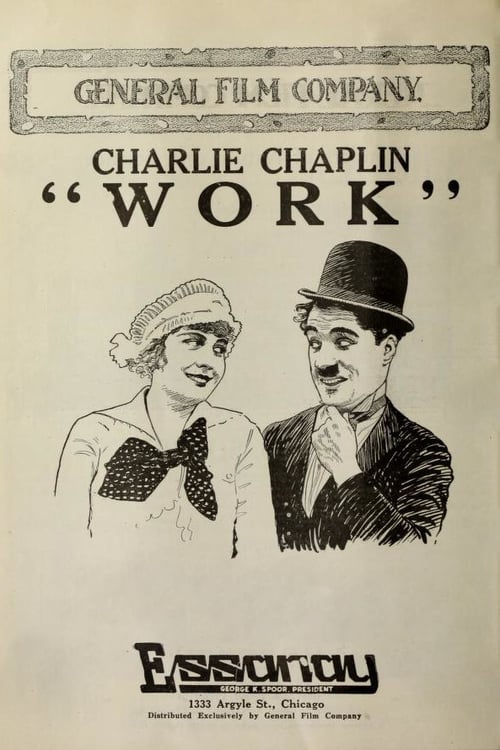 GENERAL FILM COMPANY.
CHARLIE CHAPLIN
"WORK"
Essanay
GEORGE K. SPOOR, PRESIDENT
1333 Argyle St., Chicago
Distributed Exclusively by General Film Company